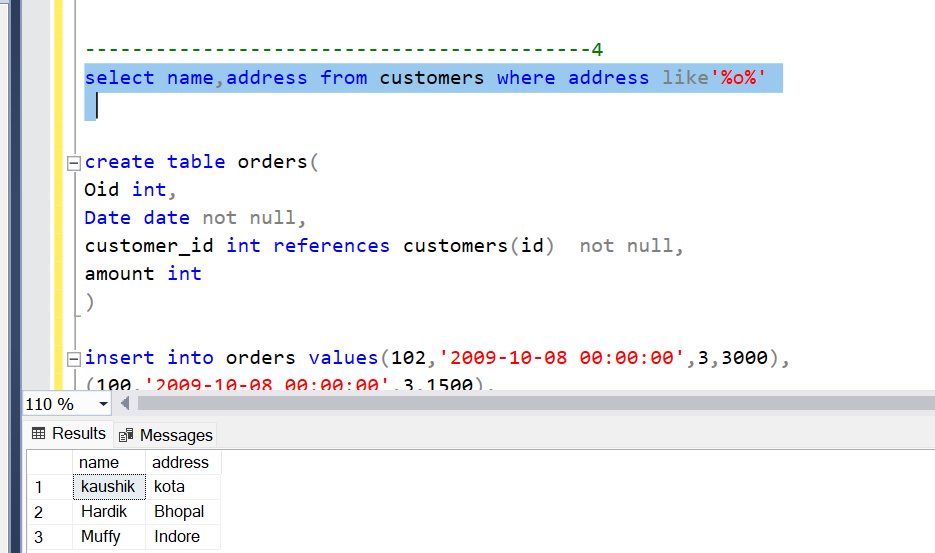 -------------------------------------------4
select name,address from customers where address like'%o%'
create table orders(
Oid int,
Date date not null,
customer_id int references customers(id)  not null,
amount int
)
insert into orders values(102,'2009-10-08 00:00:00',3,3000),
(100,'2009-10-08 00:00:00',3,1500),
110 %
Results Messages
name address
1 kaushik kota
2 Hardik Bhopal
3 Muffy Indore